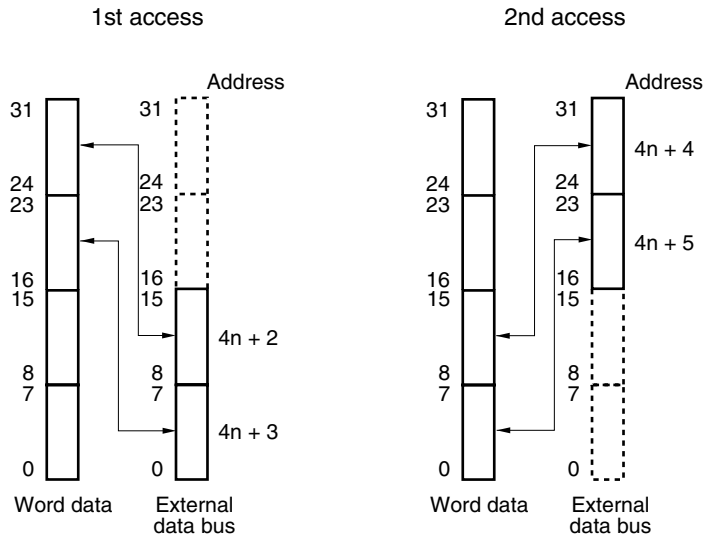 1st access
2nd access
Address
31
31
24
24
23
23
16
16
15
15
4n + 2
8
8
7
7
4n + 3
0
0
Word data
External
data bus
Address
31
31
4n + 4
24
24
23
23
4n + 5
16
16
15
15
8
8
7
7
0
0
Word data
External
data bus